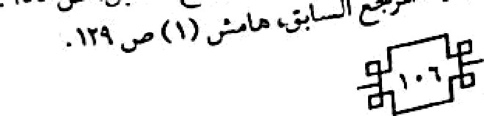 المرجع السابق، هامش (١) ص ١٢٩.
١٠٦